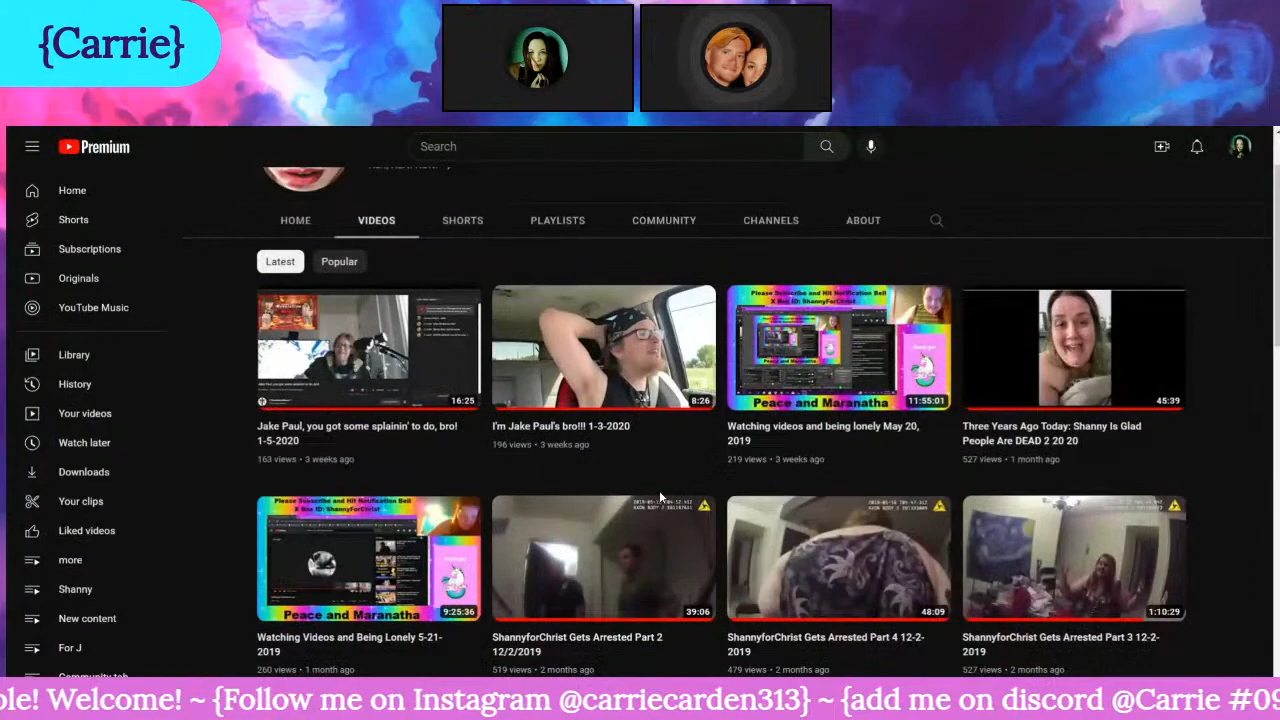 {Carrie}
Premium
Search
Home
Shorts
Subscriptions
Originals
YouTube Music
Library
History
Your videos
Watch later
Downloads
Your clips
Liked videos
more
Shanny
New content
For J
Community tab
HOME VIDEOS SHORTS PLAYLISTS COMMUNITY CHANNELS ABOUT
Latest Popular
16:25
Jake Paul, you got some splainin' to do, bro!
1-5-2020
163 views • 3 weeks ago
8:26
I'm Jake Paul's bro!!! 1-3-2020
196 views • 3 weeks ago
Please Subscribe and Hit Notification Bell
X Box ID: ShannyForChrist
Peace and Maranatha
11:55:01
Watching videos and being lonely May 20,
2019
219 views • 3 weeks ago
45:39
Three Years Ago Today: Shanny Is Glad
People Are DEAD 2 20 20
527 views • 1 month ago
Please Subscribe and Hit Notification Bell
X Box ID: ShannyForChrist
Peace and Maranatha
9:25:36
Watching Videos and Being Lonely 5-21-
2019
260 views • 1 month ago
39:06
ShannyforChrist Gets Arrested Part 2
12/2/2019
519 views • 2 months ago
48:09
ShannyforChrist Gets Arrested Part 4 12-2-
2019
479 views • 2 months ago
1:10:29
ShannyforChrist Gets Arrested Part 3 12-2-
2019
527 views • 2 months ago
ole! Welcome! ~ {Follow me on Instagram @carriecarden313} ~ {add me on discord @Carrie #09